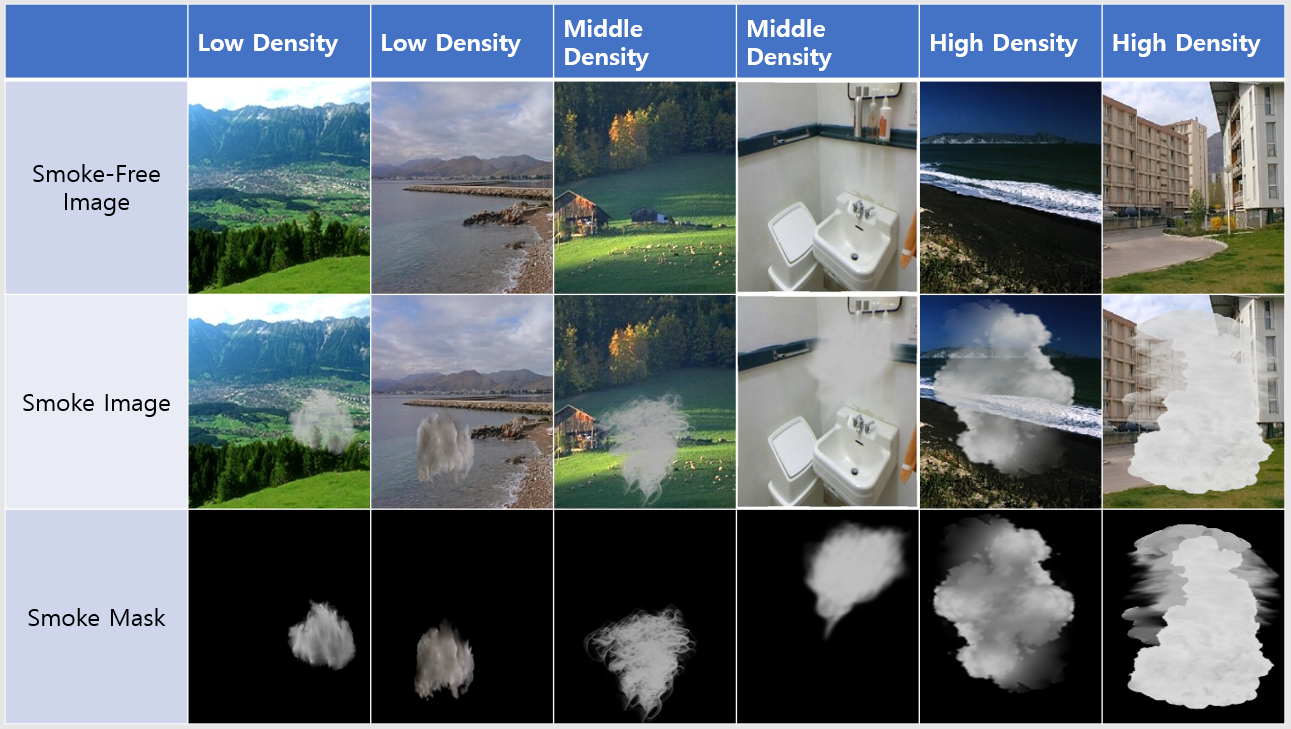 Low Density
Low Density
Middle
Density
Middle
Density
High Density
High Density
Smoke-Free
Image
Smoke Image
Smoke Mask